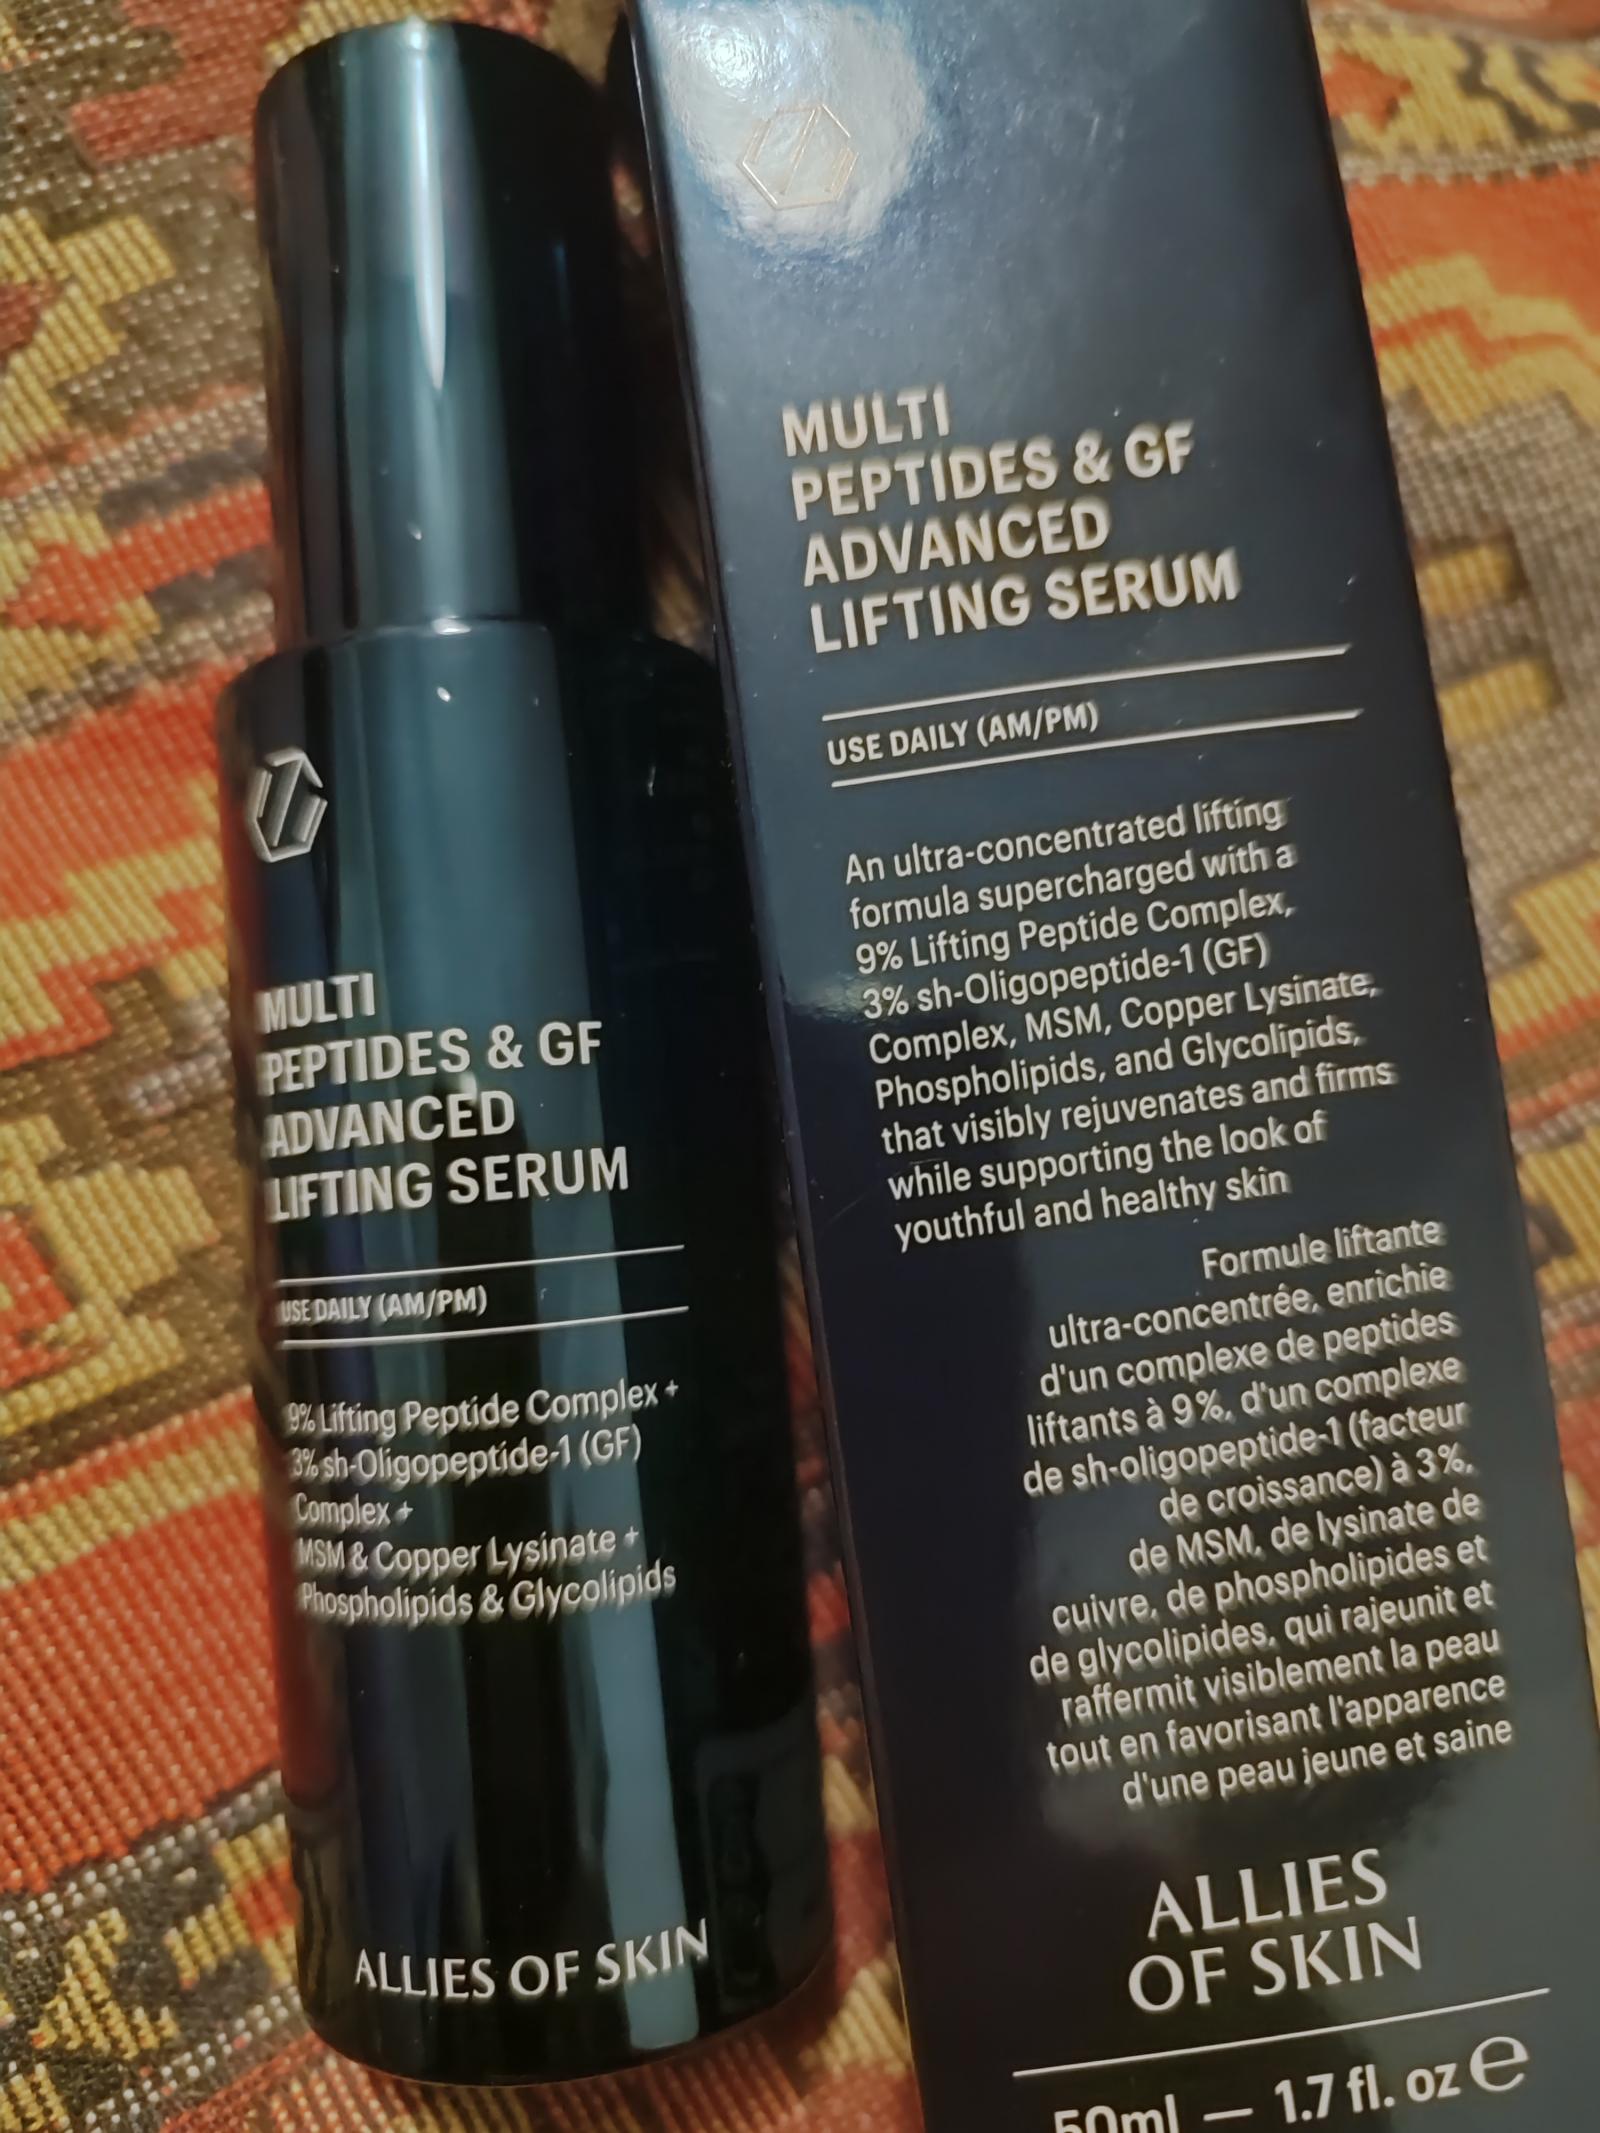 MULTI
PEPTIDES & GF
ADVANCED
LIFTING SERUM
USE DAILY (AM/PM)
9% Lifting Peptide Complex +
3% sh-Oligopeptide-1 (GF)
Complex +
MSM & Copper Lysinate +
Phospholipids & Glycolipids
ALLIES OF SKIN
MULTI
PEPTIDES & GF
ADVANCED
LIFTING SERUM
USE DAILY (AM/PM)
An ultra-concentrated lifting
formula supercharged with a
9% Lifting Peptide Complex,
3% sh-Oligopeptide-1 (GF)
Complex, MSM, Copper Lysinate,
Phospholipids, and Glycolipids,
that visibly rejuvenates and firms
while supporting the look of
youthful and healthy skin
Formule liftante
ultra-concentrée, enrichie
d'un complexe de peptides
liftants à 9%, d'un complexe
de sh-oligopeptide-1 (facteur
de croissance) à 3%,
de MSM, de lysinate de
cuivre, de phospholipides et
de glycolipides, qui rajeunit et
raffermit visiblement la peau
tout en favorisant l'apparence
d'une peau jeune et saine
ALLIES
OF SKIN
50ml — 1.7 fl. oz e